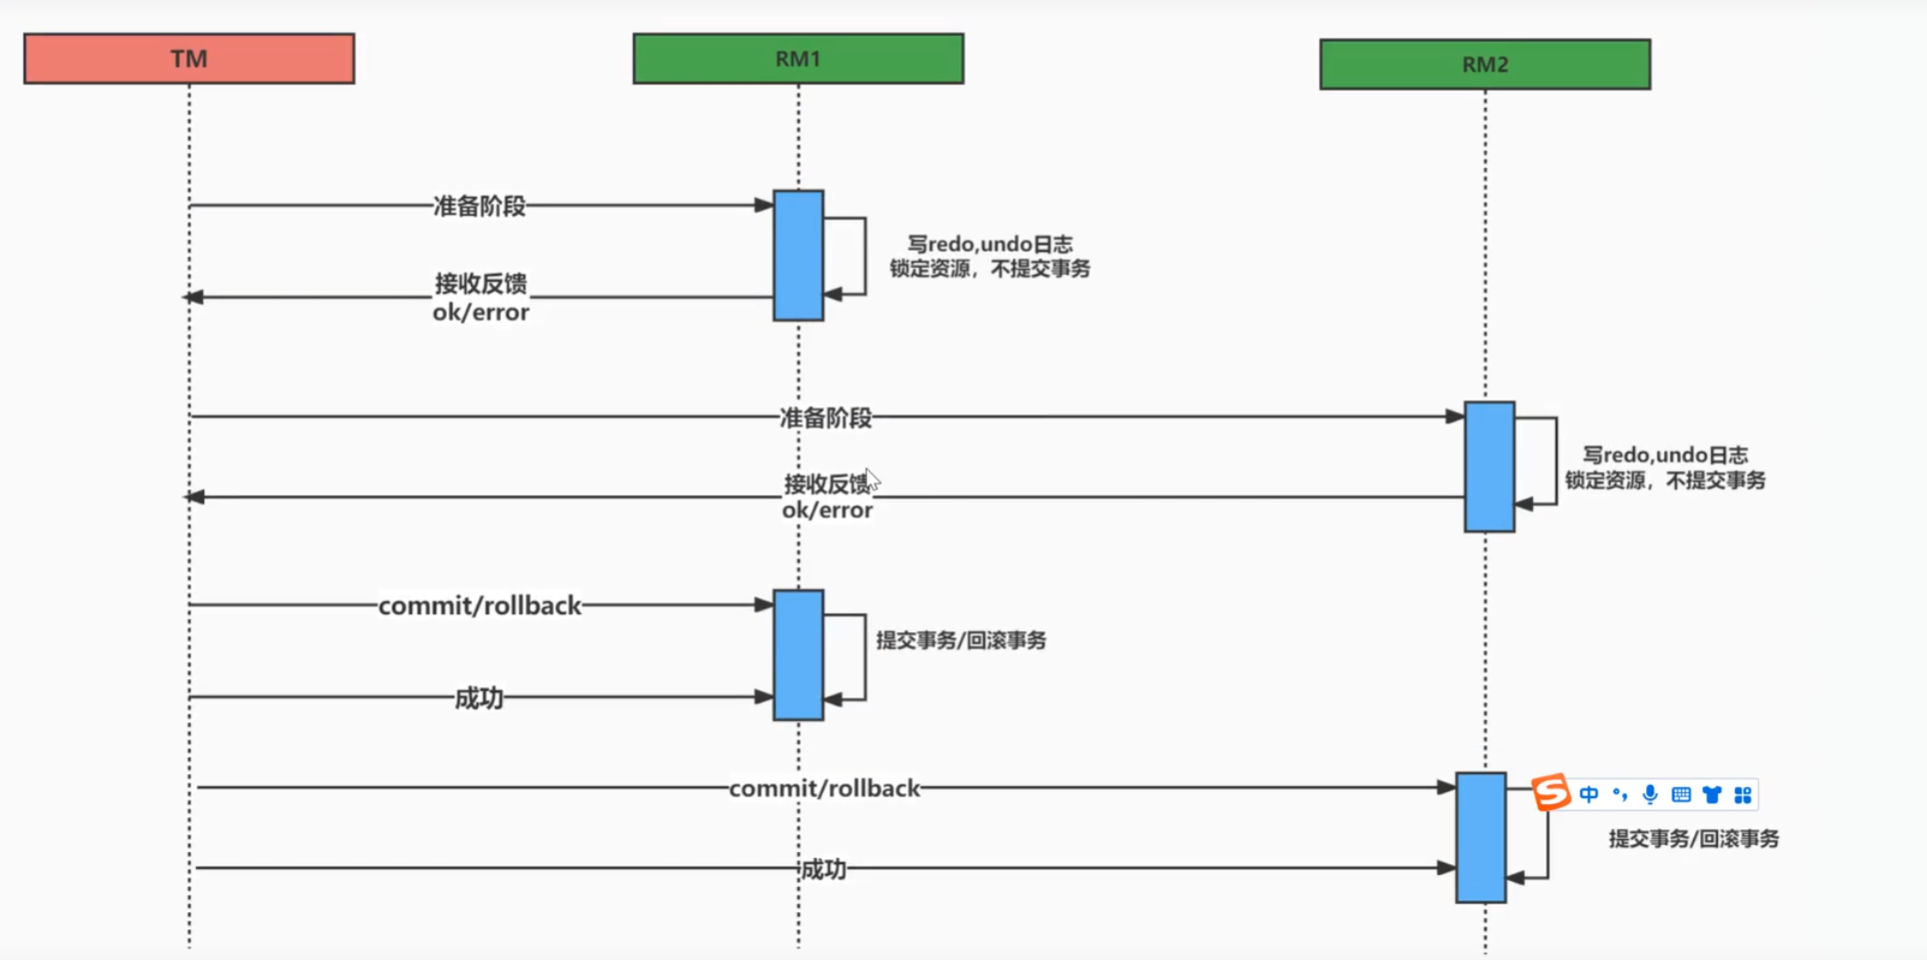 TM
RM1
RM2
准备阶段
写redo,undo日志
锁定资源，不提交事务
接收反馈
ok/error
准备阶段
写redo,undo日志
锁定资源，不提交事务
接收反馈
ok/error
commit/rollback
提交事务/回滚事务
成功
commit/rollback
中
提交事务/回滚事务
成功